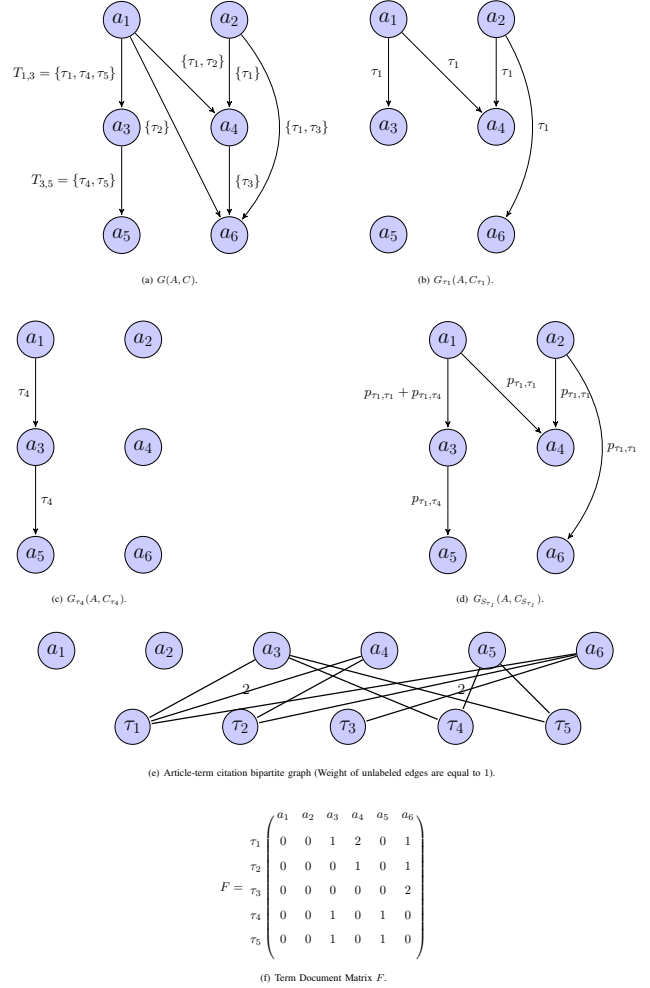 a1 a2
T1,3 = {τ1, τ4, τ5} {τ1, τ2} {τ1}
a3 {τ2} a4 {τ1, τ3}
T3,5 = {τ4, τ5} {τ3}
a5 a6
(a) G(A, C).
a1 a2
τ1 τ1 τ1
a3 a4 τ1
a5 a6
(b) Gτ1(A, Cτ1).
a1 a2
τ4
a3 a4
τ4
a5 a6
(c) Gτ4(A, Cτ4).
a1 a2
pτ1,τ1 + pτ1,τ4 pτ1,τ1 pτ1,τ1
a3 a4 pτ1,τ1
pτ1,τ4
a5 a6
(d) GSτ1(A, CSτ1).
a1 a2 a3 a4 a5 a6
2 2
τ1 τ2 τ3 τ4 τ5
(e) Article-term citation bipartite graph (Weight of unlabeled edges are equal to 1).
a1 a2 a3 a4 a5 a6
τ1 0 0 1 2 0 1
τ2 0 0 0 1 0 1
F = τ3 0 0 0 0 0 2
τ4 0 0 1 0 1 0
τ5 0 0 1 0 1 0
(f) Term Document Matrix F.